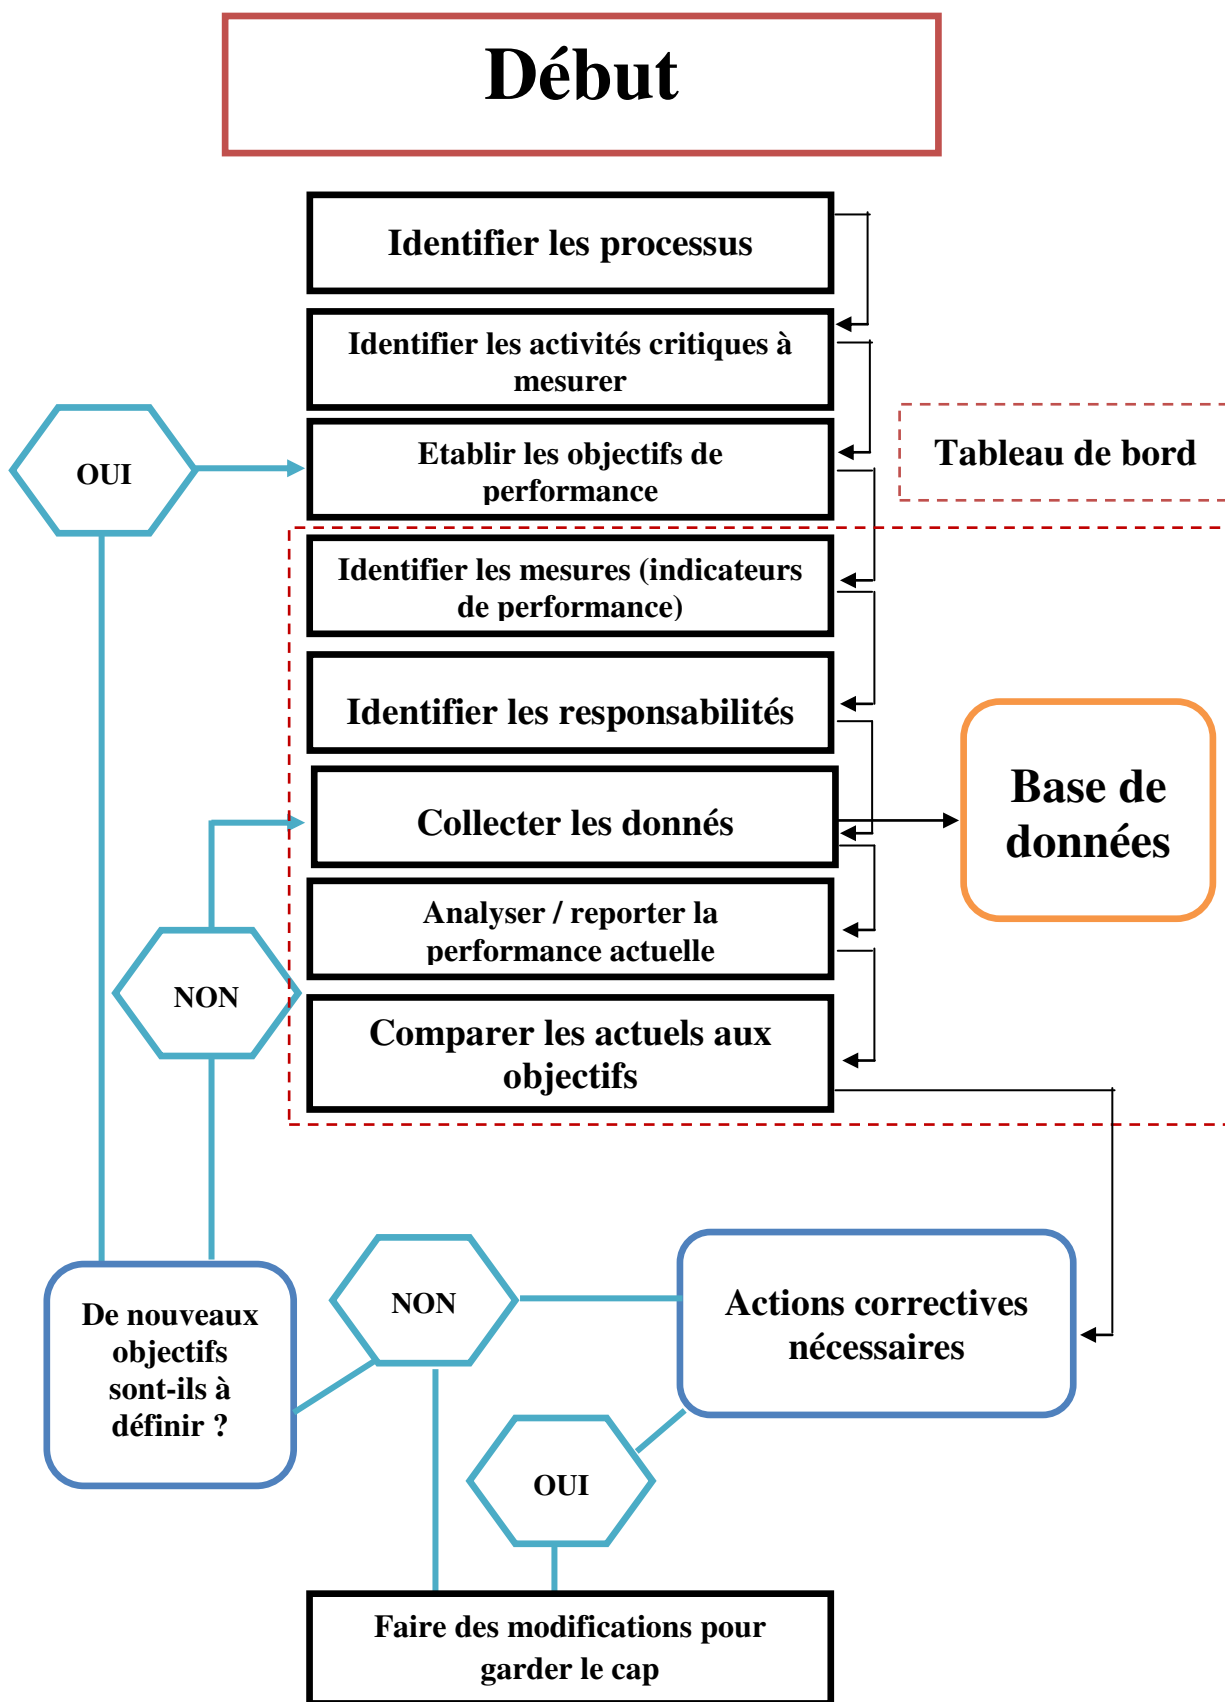 Début
Identifier les processus
Identifier les activités critiques à
mesurer
OUI
Etablir les objectifs de
performance
Tableau de bord
Identifier les mesures (indicateurs
de performance)
Identifier les responsabilités
Base de
données
Collecter les donnés
Analyser / reporter la
performance actuelle
NON
Comparer les actuels aux
objectifs
De nouveaux
objectifs
sont-ils à
définir ?
NON
Actions correctives
nécessaires
OUI
Faire des modifications pour
garder le cap